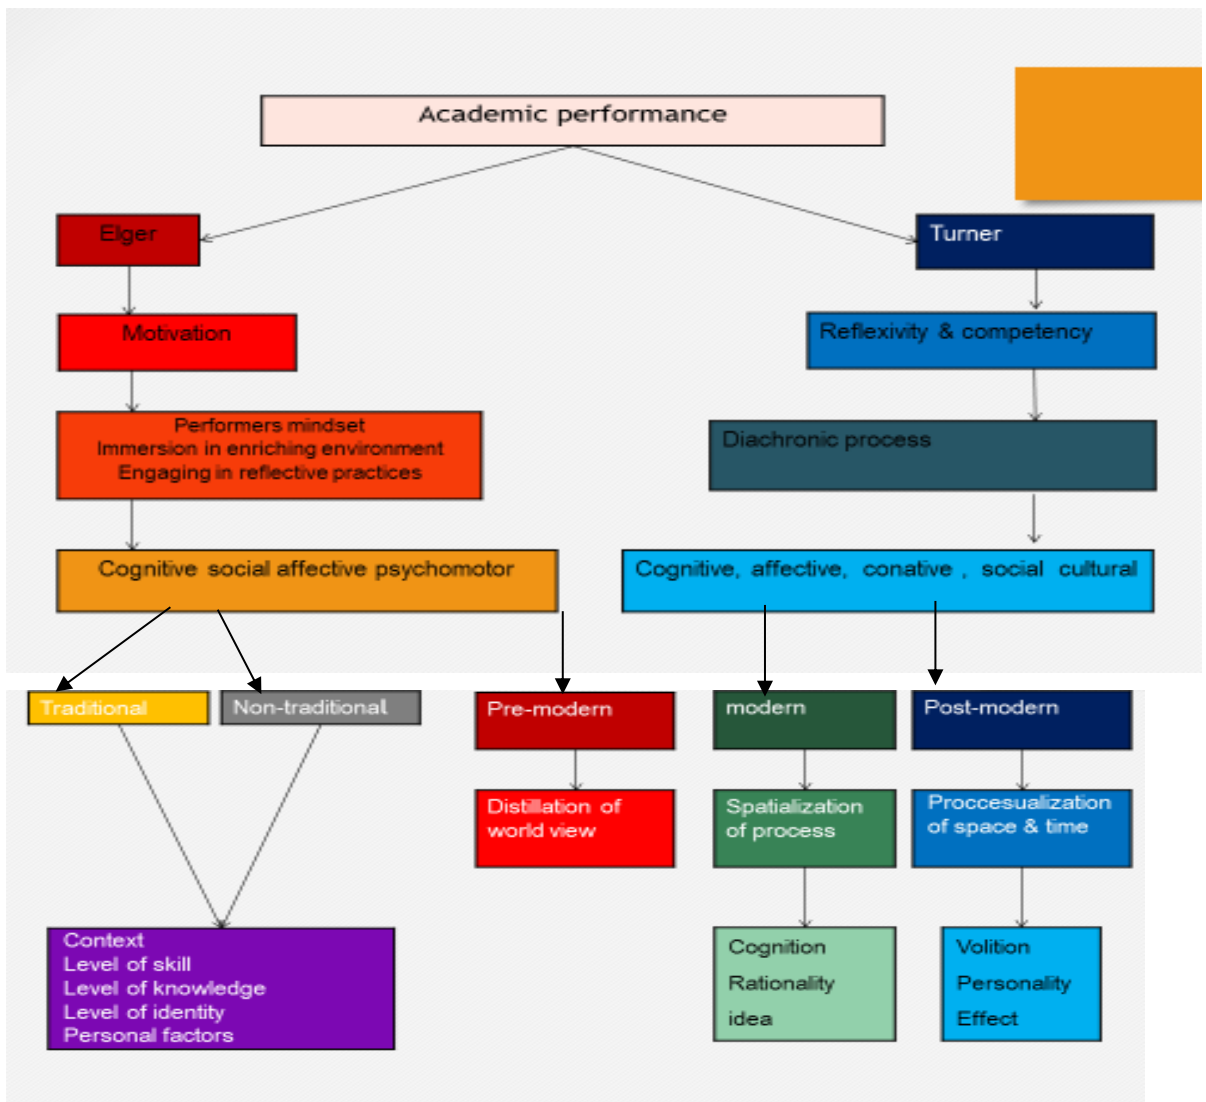 Academic performance
Elger
Turner
Motivation
Reflexivity & competency
Performers mindset
Immersion in enriching environment
Engaging in reflective practices
Diachronic process
Cognitive social affective psychomotor
Cognitive, affective, conative , social cultural
Traditional
Non-traditional
Pre-modern
modern
Post-modern
Distillation of
world view
Spatialization
of process
Proccesualization
of space & time
Context
Level of skill
Level of knowledge
Level of identity
Personal factors
Cognition
Rationality
idea
Volition
Personality
Effect